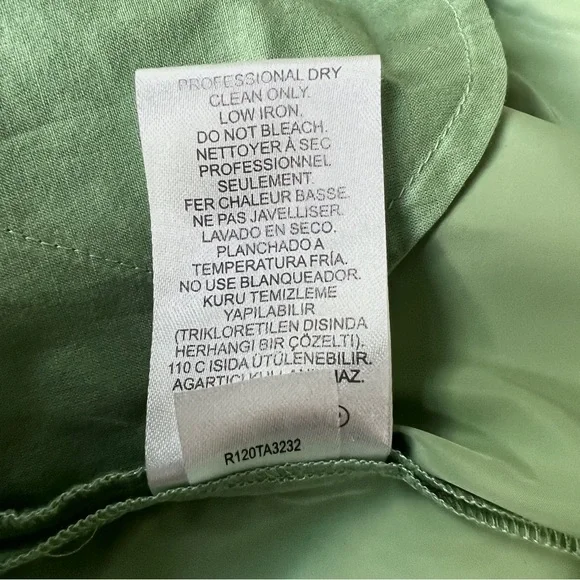 PROFESSIONAL DRY
CLEAN ONLY.
LOW IRON.
DO NOT BLEACH.
NETTOYER À SEC
PROFESSIONNEL
SEULEMENT.
FER CHALEUR BASSE.
NE PAS JAVELLISER.
LAVADO EN SECO.
PLANCHADO A
TEMPERATURA FRÍA.
NO USE BLANQUEADOR.
KURU TEMIZLEME
YAPILABILIR
(TRIKLORETILEN DISINDA
HERHANGI BIR ÇÖZELTI).
110 C ISIDA ÜTÜLENEBILIR.
R120TA3232